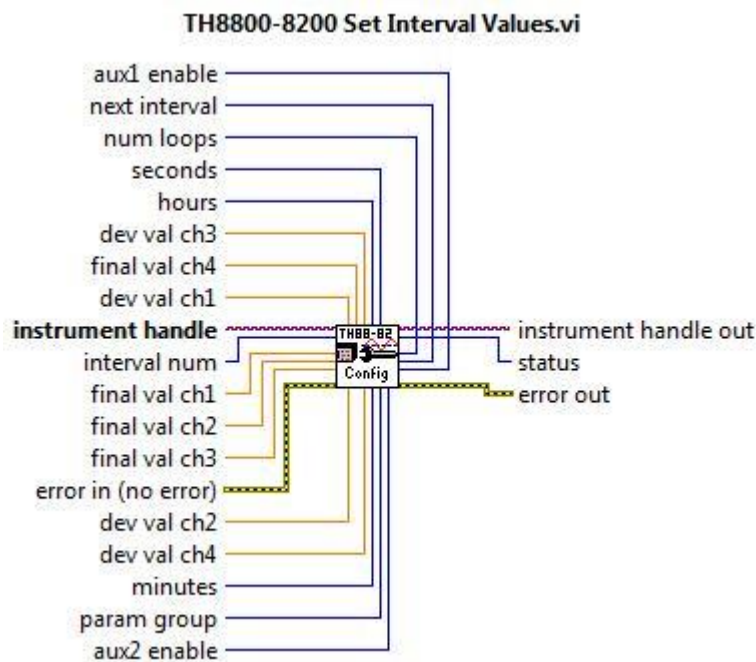 TH8800-8200 Set Interval Values.vi
aux1 enable
next interval
num loops
seconds
hours
dev val ch3
final val ch4
dev val ch1
instrument handle
interval num
final val ch1
final val ch2
final val ch3
error in (no error)
dev val ch2
dev val ch4
minutes
param group
aux2 enable
TH88-82
Config
instrument handle out
status
error out